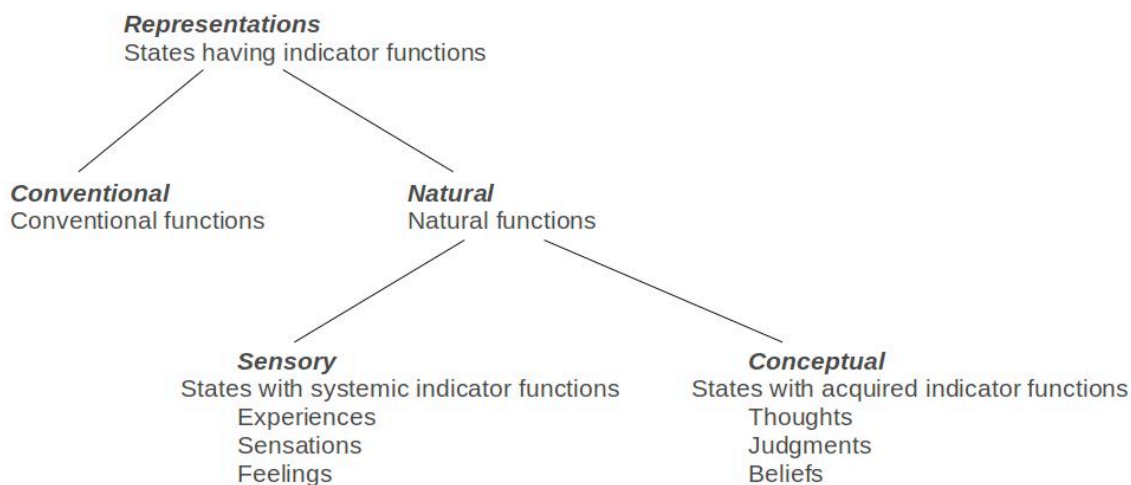 Representations
States having indicator functions
Conventional
Conventional functions
Natural
Natural functions
Sensory
States with systemic indicator functions
Experiences
Sensations
Feelings
Conceptual
States with acquired indicator functions
Thoughts
Judgments
Beliefs